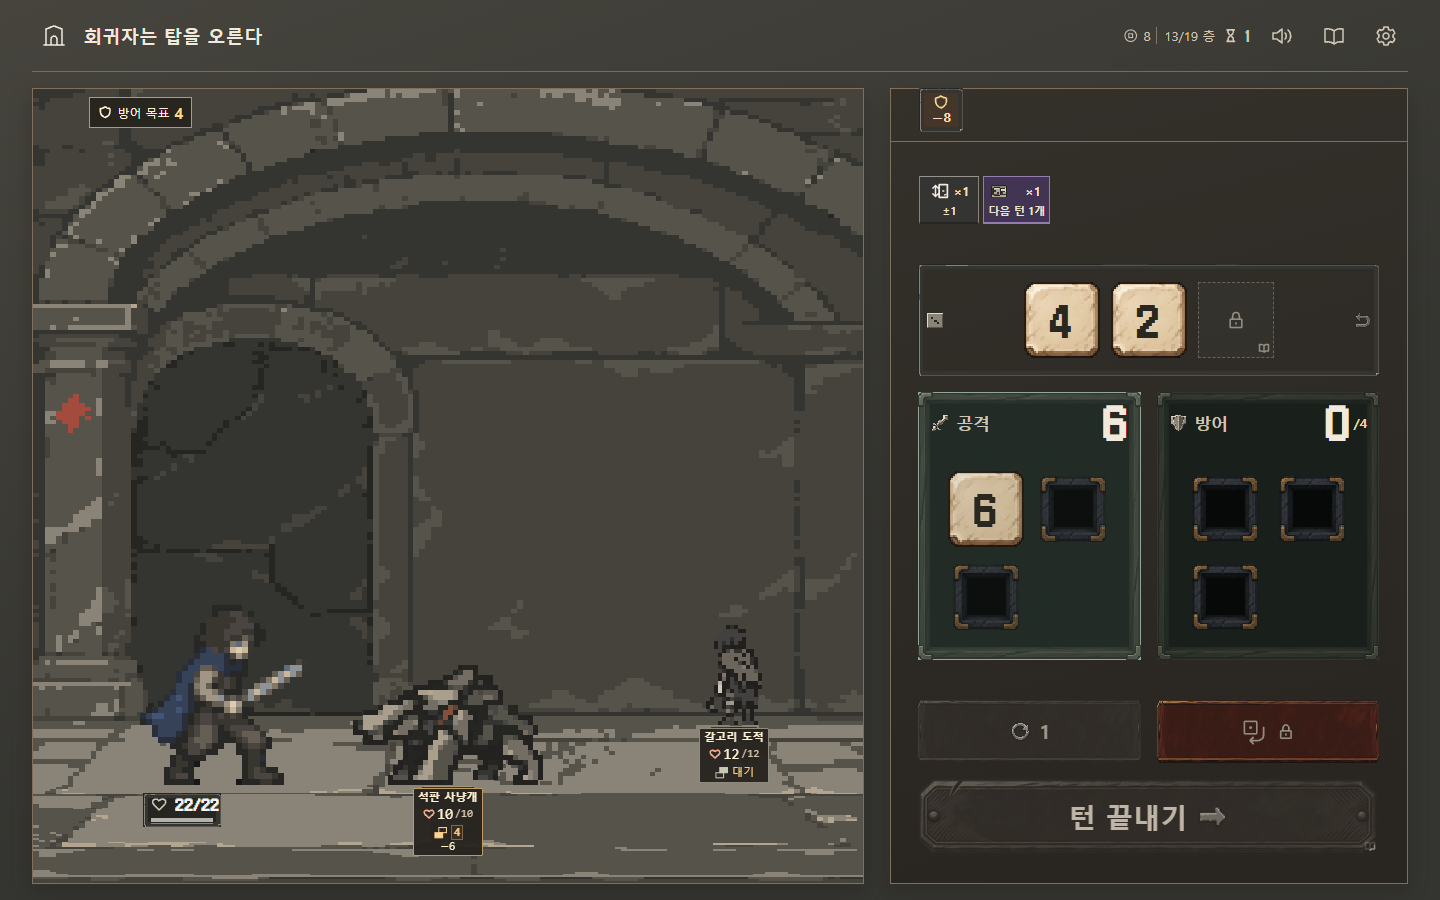 회귀자는 탑을 오른다
8 13/19 층 1
방어 목표 4
−8
×1
±1
×1
다음 턴 1개
4 2
공격 6
방어 0/4
6
갈고리 도적
12/12
대기
석판 사냥개
10/10
4
−6
22/22
1
턴 끝내기